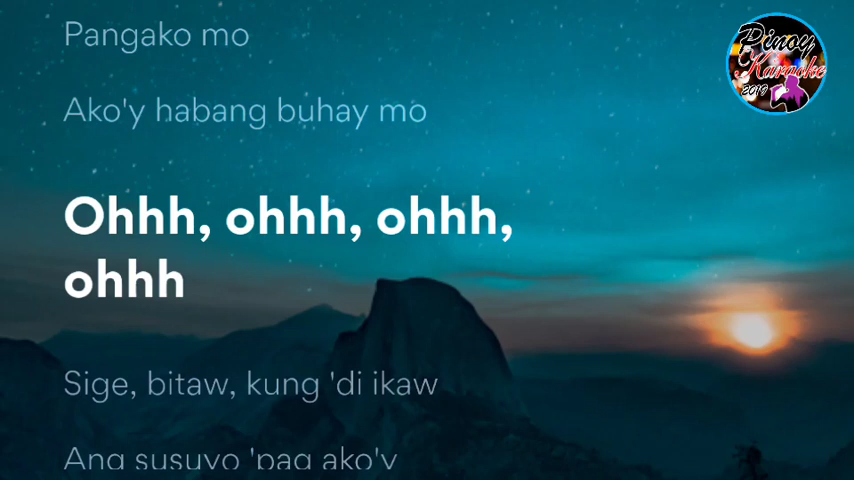 Pangako mo
Pinoy
Karaoke
2019
Ako'y habang buhay mo
Ohhh, ohhh, ohhh,
ohhh
Sige, bitaw, kung 'di ikaw
Ang susuyo 'pag ako'y